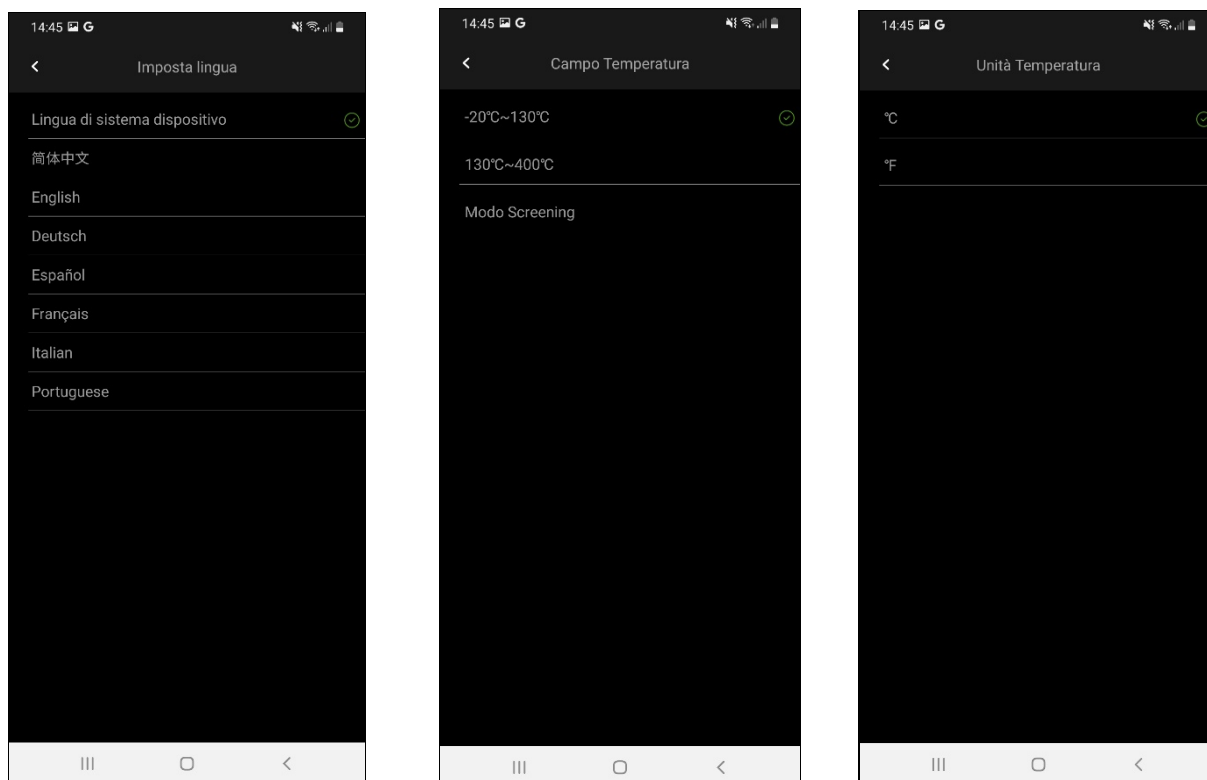 14:45 G
Imposta lingua
Lingua di sistema dispositivo
简体中文
English
Deutsch
Español
Français
Italian
Portuguese
14:45 G
Campo Temperatura
-20℃~130℃
130℃~400℃
Modo Screening
14:45 G
Unità Temperatura
℃
℉